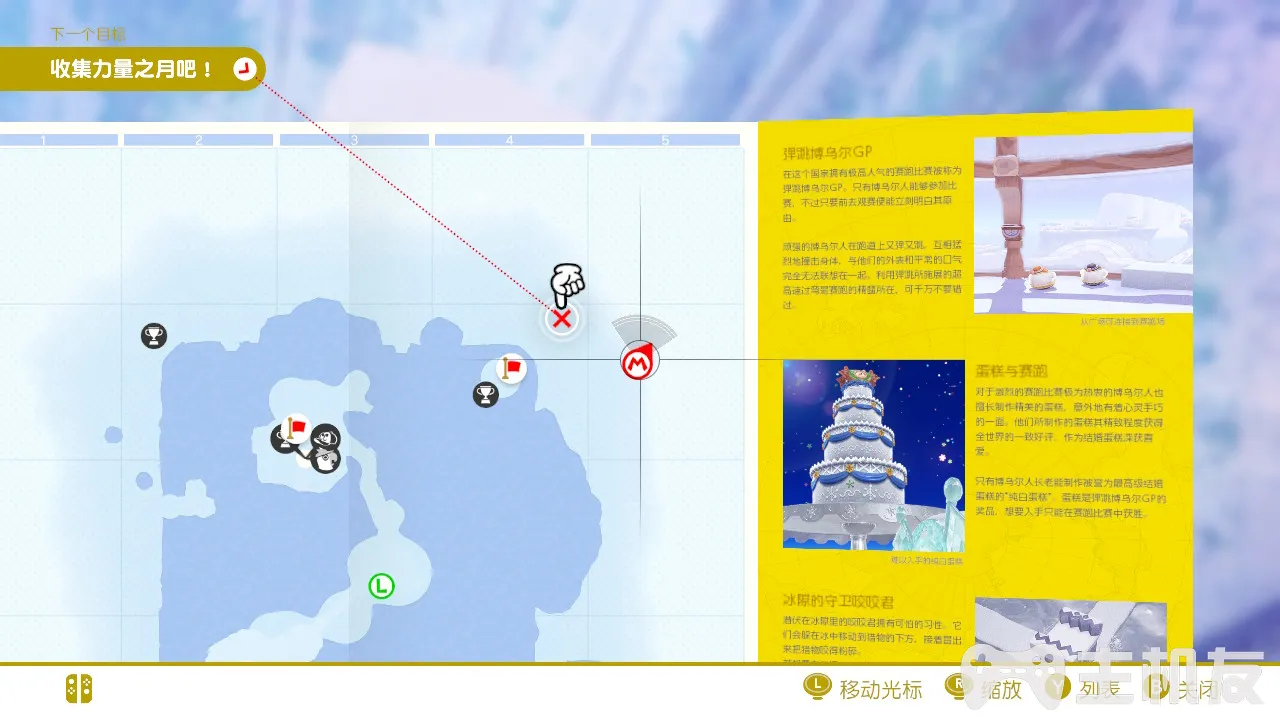 下一个目标
收集力量之月吧！
1 2 3 4 5
弹跳博乌尔GP
在这个国家拥有极高人气的赛跑比赛被称为
弹跳博乌尔GP。只有博乌尔人能够参加比
赛，不过只要前去观赛便能立刻明白其原
由。
顽强的博乌尔人在跑道上又弹又跳，互相猛
烈地撞击身体，与他们的外表和平常的口气
完全无法联想在一起。利用弹跳所施展的超
高速过弯是赛跑的精髓所在，可千万不要错
过。
从广场可连接到赛跑场
蛋糕与赛跑
对于激烈的赛跑比赛极为热衷的博乌尔人也
擅长制作精美的蛋糕，意外地有着心灵手巧
的一面。他们所制作的蛋糕其精致程度获得
全世界的一致好评，作为结婚蛋糕深获喜
爱。
只有博乌尔人长老能制作被誉为最高级结婚
蛋糕的“纯白蛋糕”。蛋糕是弹跳博乌尔GP的
奖品，想要入手只能在赛跑比赛中获胜。
难以入手的纯白蛋糕
冰隙的守卫咬咬君
潜伏在冰隙里的咬咬君拥有可怕的习性。它
们会躲在冰中移动到猎物的下方，接着冒出
来把猎物咬得粉碎。
L
M
L 移动光标 R 缩放 Y 列表 B 关闭
主机友